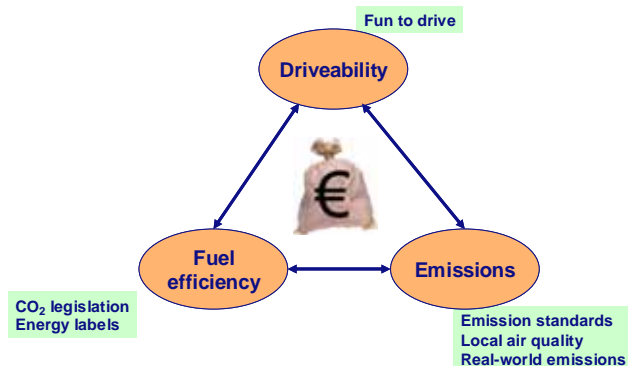 Fun to drive
Driveability
€
Fuel
efficiency
Emissions
CO₂ legislation
Energy labels
Emission standards
Local air quality
Real-world emissions